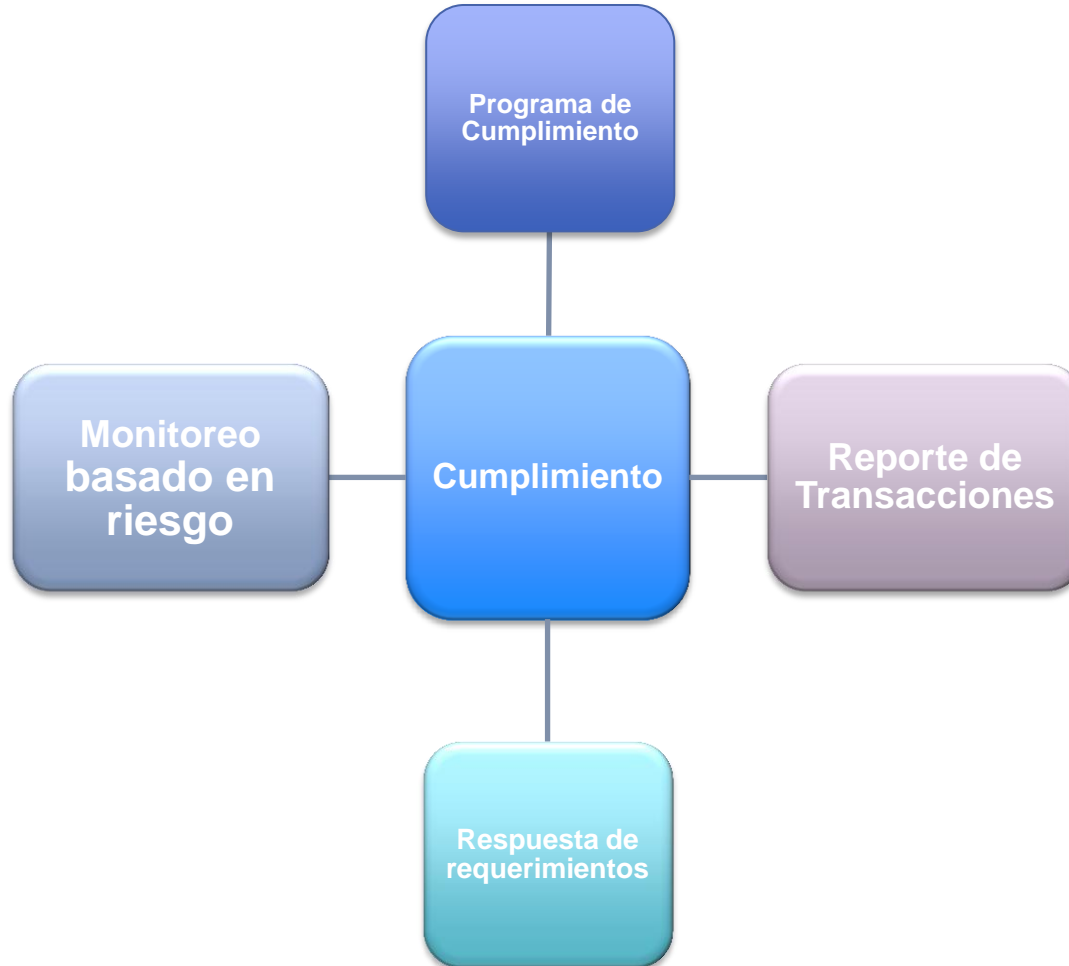 Programa de
Cumplimiento
Monitoreo
basado en
riesgo
Cumplimiento
Reporte de
Transacciones
Respuesta de
requerimientos